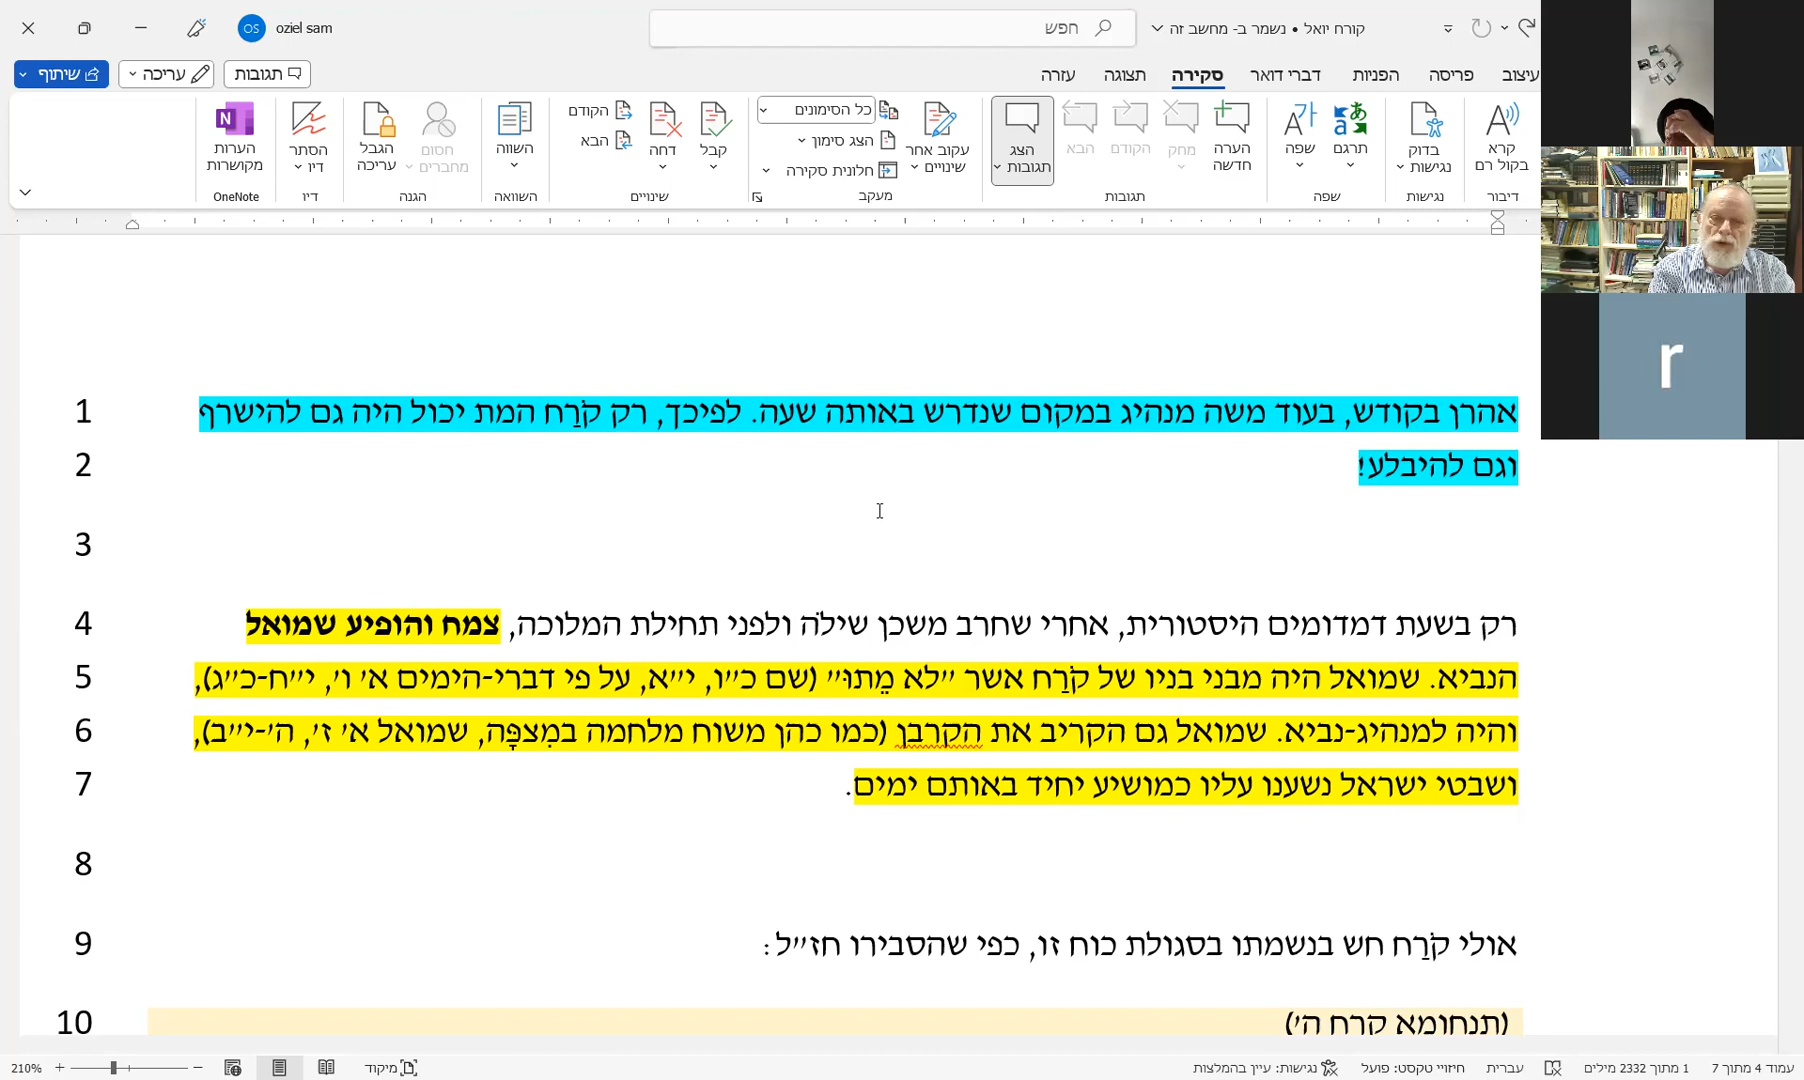 oziel sam
OS
חפש
קורח יואל • נשמר ב- מחשב זה
שיתוף
עריכה
תגובות
עיצוב
פריסה
הפניות
דברי דואר
סקירה
תצוגה
עזרה
קרא בקול רם
דיבור
בדוק נגישות
נגישות
תרגם
שפה
שפה
הערה חדשה
מחק
הקודם
הבא
הצג תגובות
תגובות
עקוב אחר שינויים
כל הסימונים
הצג סימון
חלונית סקירה
מעקב
קבל
דחה
הקודם
הבא
שינויים
השווה
השוואה
חסום מחברים
הגבל עריכה
הגנה
הסתר דיו
דיו
הערות מקושרות
OneNote
r
1 אהרן בקודש, בעוד משה מנהיג במקום שנדרש באותה שעה. לפיכך, רק קֹרַח המת יכול היה גם להישרף
2 וגם להיבלע!
3
4 רק בשעת דמדומים היסטורית, אחרי שחרב משכן שילֹה ולפני תחילת המלוכה, צמח והופיע שמואל
5 הנביא. שמואל היה מבני בניו של קֹרַח אשר ״לא מֵתוּ״ (שם כ״ו, י״א, על פי דברי-הימים א׳ ו׳, י״ח-כ״ג),
6 והיה למנהיג-נביא. שמואל גם הקריב את הקרבן (כמו כהן משוח מלחמה במִצפָּה, שמואל א׳ ז׳, ה׳-י״ב),
7 ושבטי ישראל נשענו עליו כמושיע יחיד באותם ימים.
8
9 אולי קֹרַח חש בנשמתו בסגולת כוח זו, כפי שהסבירו חז״ל:
10 (תנחומא קרח ה׳)
עמוד 4 מתוך 7
1 מתוך 2332 מילים
עברית
חיזויי טקסט: פועל
נגישות: עיין בהמלצות
מיקוד
210%